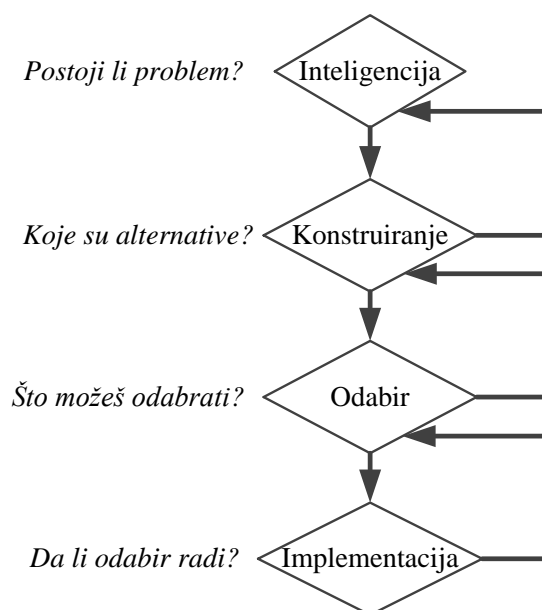 Postoji li problem? Inteligencija
Koje su alternative? Konstruiranje
Što možeš odabrati? Odabir
Da li odabir radi? Implementacija